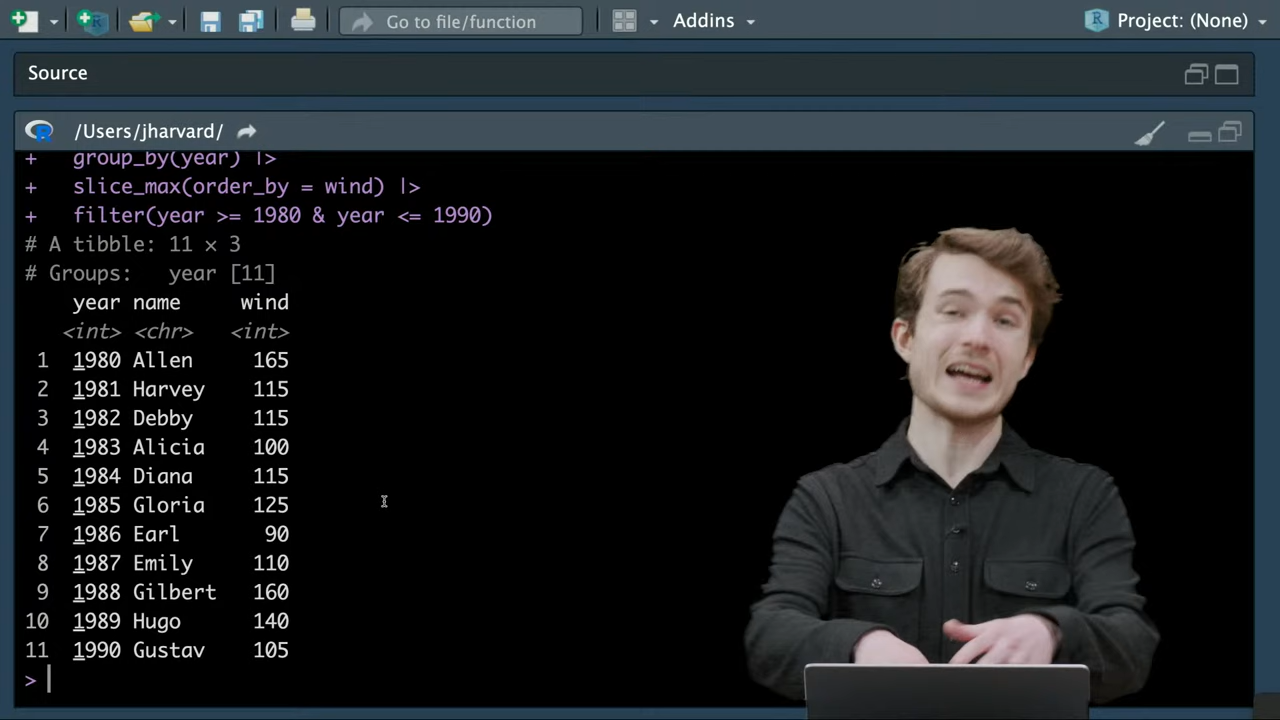 Go to file/function
Addins
Project: (None)
Source
R /Users/jharvard/
+ group_by(year) |>
+ slice_max(order_by = wind) |>
+ filter(year >= 1980 & year <= 1990)
# A tibble: 11 × 3
# Groups: year [11]
year name wind
<int> <chr> <int>
1 1980 Allen 165
2 1981 Harvey 115
3 1982 Debby 115
4 1983 Alicia 100
5 1984 Diana 115
6 1985 Gloria 125
7 1986 Earl 90
8 1987 Emily 110
9 1988 Gilbert 160
10 1989 Hugo 140
11 1990 Gustav 105
>